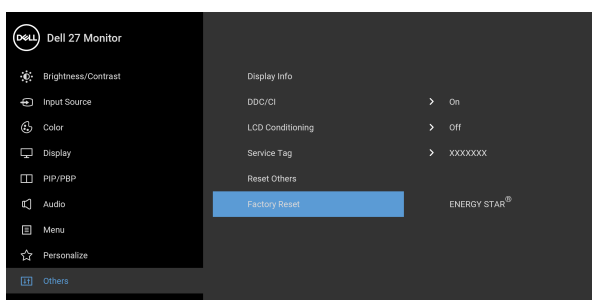 DELL Dell 27 Monitor
Brightness/Contrast Display Info
Input Source DDC/CI On
Color LCD Conditioning Off
Display Service Tag XXXXXXX
PIP/PBP Reset Others
Audio Factory Reset ENERGY STAR®
Menu
Personalize
Others